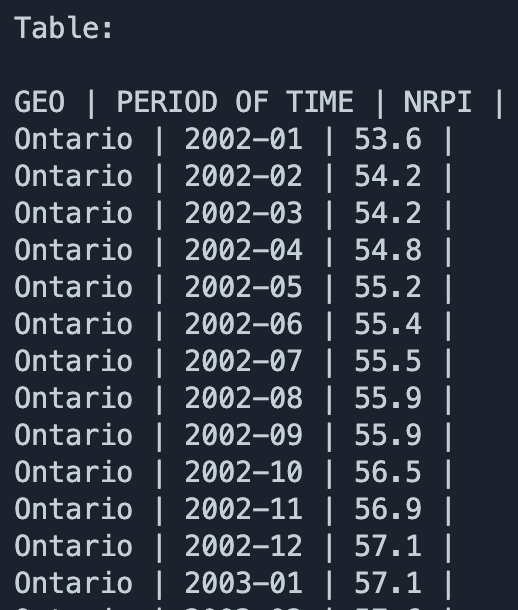 Table:
GEO | PERIOD OF TIME | NRPI |
Ontario | 2002-01 | 53.6 |
Ontario | 2002-02 | 54.2 |
Ontario | 2002-03 | 54.2 |
Ontario | 2002-04 | 54.8 |
Ontario | 2002-05 | 55.2 |
Ontario | 2002-06 | 55.4 |
Ontario | 2002-07 | 55.5 |
Ontario | 2002-08 | 55.9 |
Ontario | 2002-09 | 55.9 |
Ontario | 2002-10 | 56.5 |
Ontario | 2002-11 | 56.9 |
Ontario | 2002-12 | 57.1 |
Ontario | 2003-01 | 57.1 |